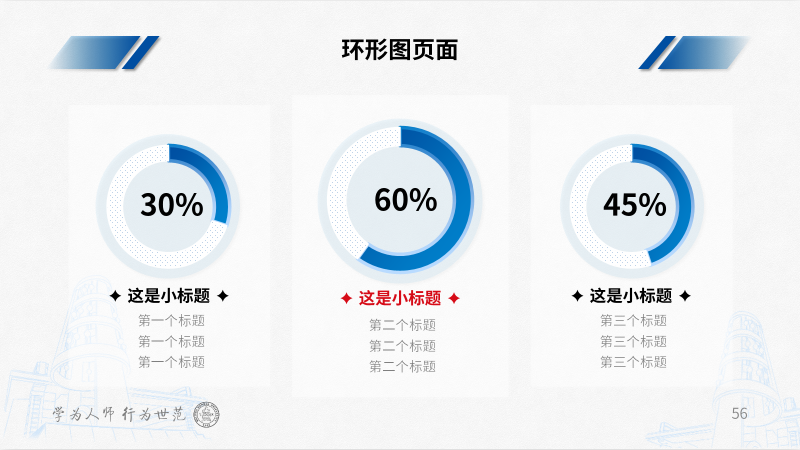 环形图页面
30%
✦ 这是小标题 ✦
第一个标题
第一个标题
第一个标题
60%
✦ 这是小标题 ✦
第二个标题
第二个标题
第二个标题
45%
✦ 这是小标题 ✦
第三个标题
第三个标题
第三个标题
学为人师 行为世范
56